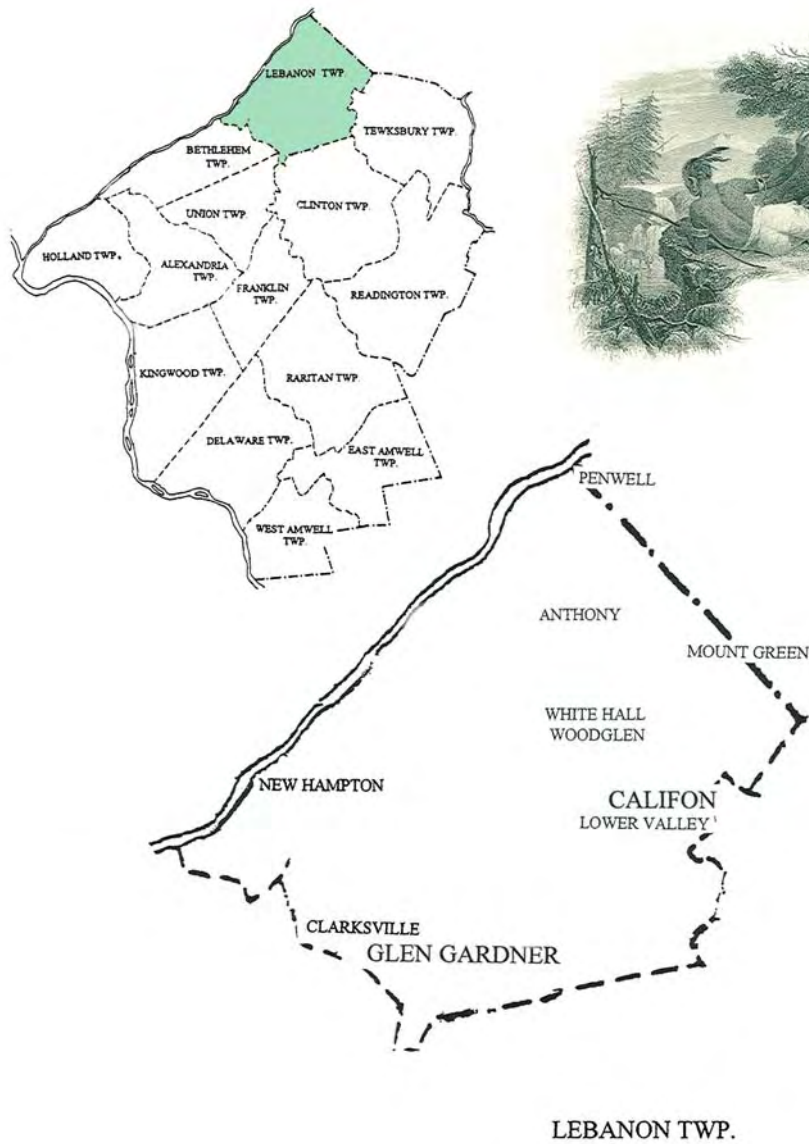 LEBANON TWP.
TEWKSBURY TWP.
BETHLEHEM
TWP.
UNION TWP.
CLINTON TWP.
HOLLAND TWP.
ALEXANDRIA
TWP.
FRANKLIN
TWP.
READINGTON TWP.
KINGWOOD TWP.
RARITAN TWP.
DELAWARE TWP.
EAST AMWELL
TWP.
WEST AMWELL
TWP.
PENWELL
ANTHONY
MOUNT GREEN
WHITE HALL
WOODGLEN
NEW HAMPTON
CALIFON
LOWER VALLEY
CLARKSVILLE
GLEN GARDNER
LEBANON TWP.